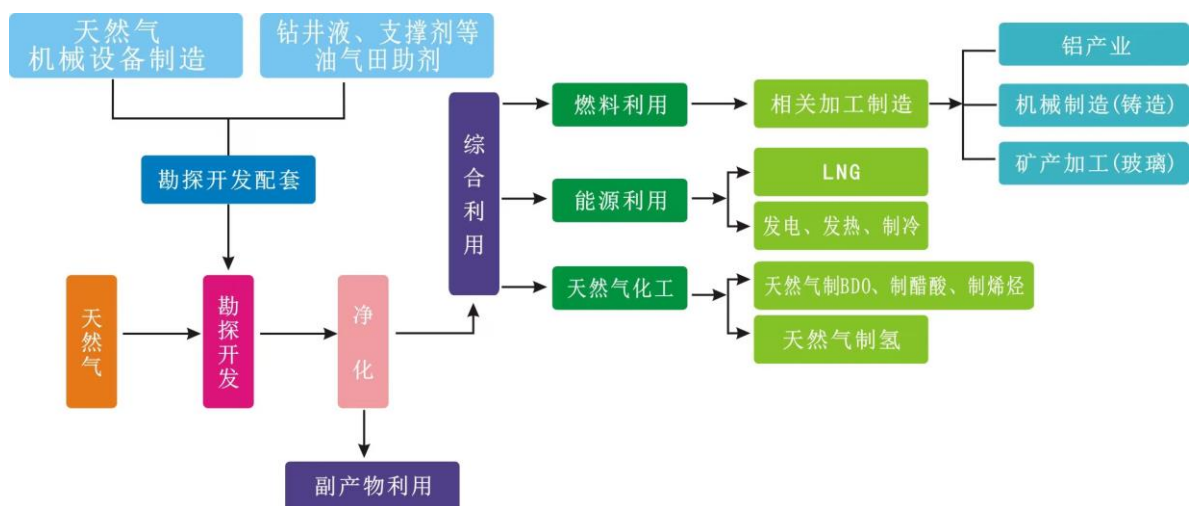 天然气
机械设备制造
钻井液、支撑剂等
油气田助剂
勘探开发配套
天然气
勘探开发
净化
副产物利用
综合利用
燃料利用
相关加工制造
铝产业
机械制造(铸造)
矿产加工(玻璃)
能源利用
LNG
发电、发热、制冷
天然气化工
天然气制BDO、制醋酸、制烯烃
天然气制氢